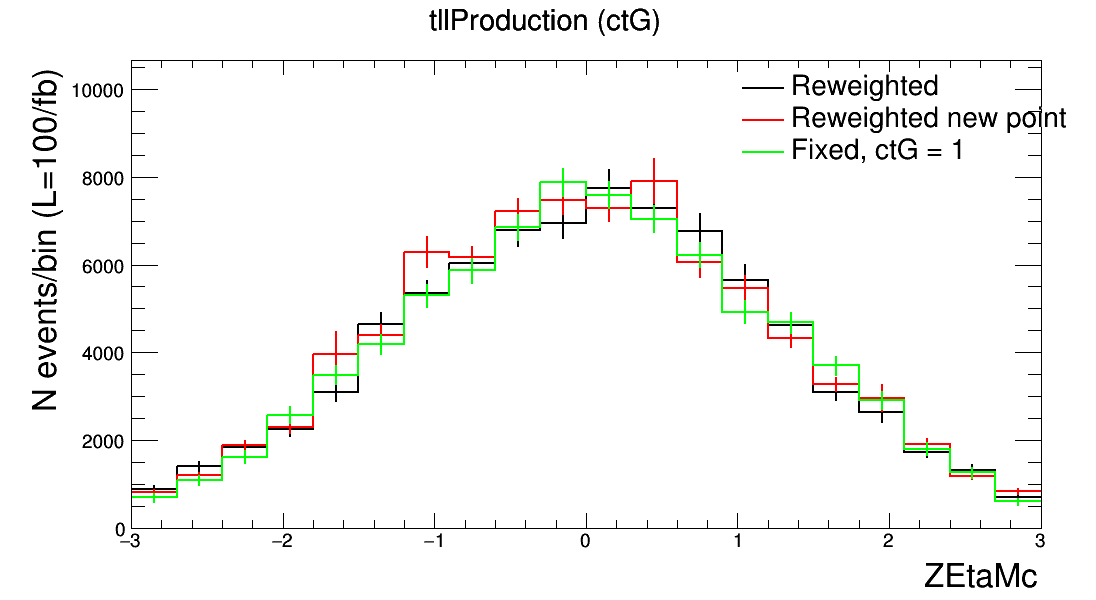 tllProduction (ctG)
N events/bin (L=100/fb)
10000
8000
6000
4000
2000
0
Reweighted
Reweighted new point
Fixed, ctG = 1
−3
−2
−1
0
1
2
3
ZEtaMc